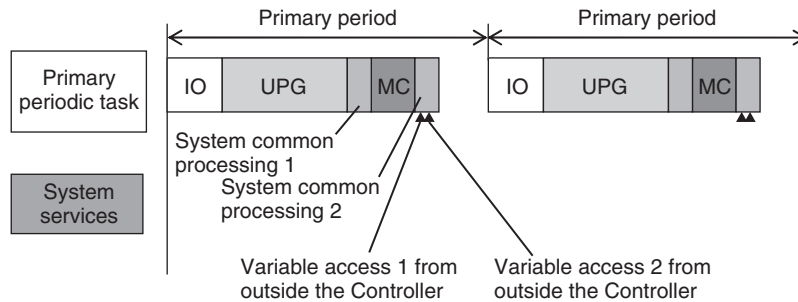 Primary period
Primary period
Primary
periodic task
IO
UPG
MC
IO
UPG
MC
System common
processing 1
System common
processing 2
System
services
Variable access 1 from
outside the Controller
Variable access 2 from
outside the Controller